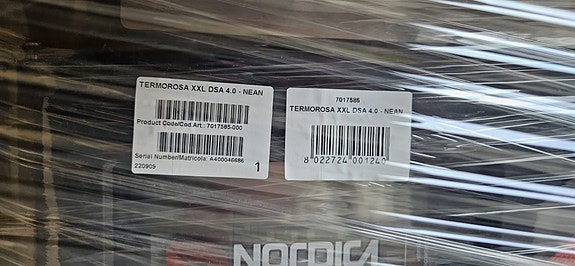 TERMOROSA XXL DSA 4.0 - NEAN
Product Code/Cod.Art.: 7017585-000
Serial Number/Matricola: A400046686
220909
1
7017585
TERMOROSA XXL DSA 4.0 - NEAN
8 022724 001240
NORDICA